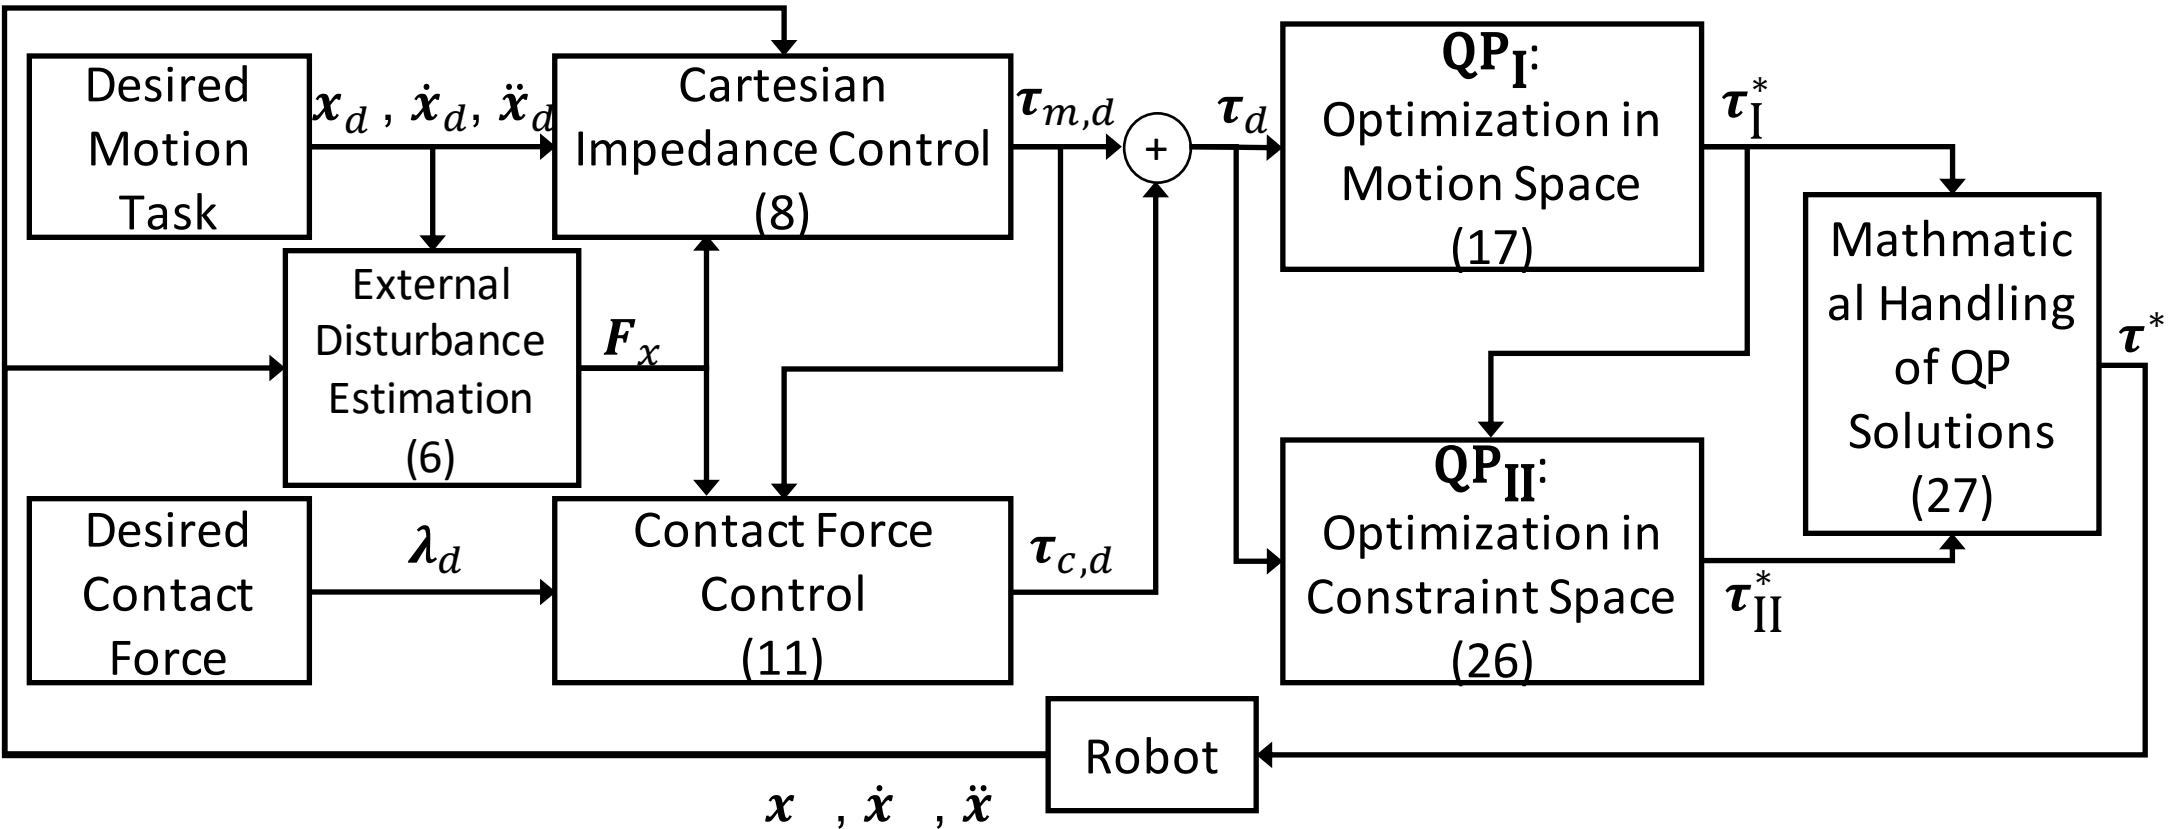 Desired
Motion
Task
x_d , ẋ_d, ẍ_d
Cartesian
Impedance Control
(8)
τ_m,d
+
τ_d
QP_I:
Optimization in
Motion Space
(17)
τ*_I
External
Disturbance
Estimation
(6)
F_x
Mathmatic
al Handling
of QP
Solutions
(27)
τ*
Desired
Contact
Force
λ_d
Contact Force
Control
(11)
τ_c,d
QP_II:
Optimization in
Constraint Space
(26)
τ*_II
Robot
x , ẋ , ẍ